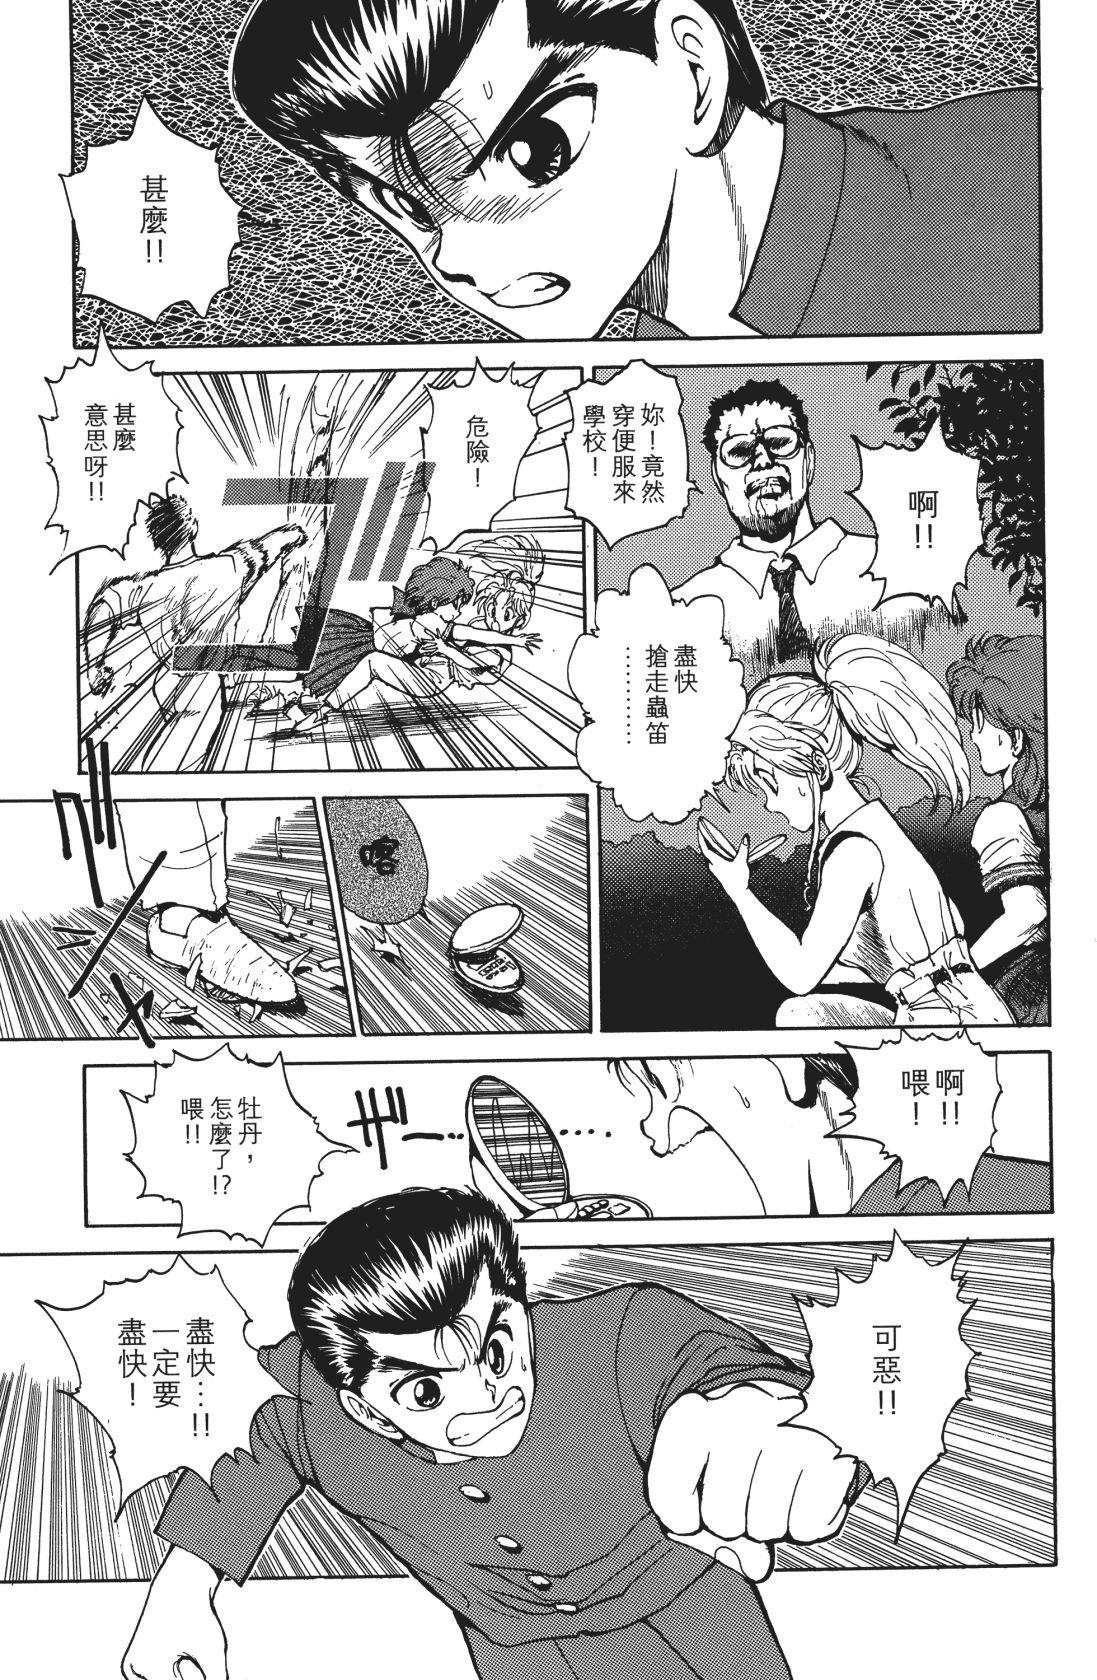 甚麼!!
啊!!
妳！竟然
穿便服來
學校！
盡快
搶走蟲笛
…………
危險！
甚麼
意思呀!!
喀
啊!!
喂！
ザー…
牡丹，
怎麼了!?
喂!!
可惡!!
盡快…!!
一定要
盡快！